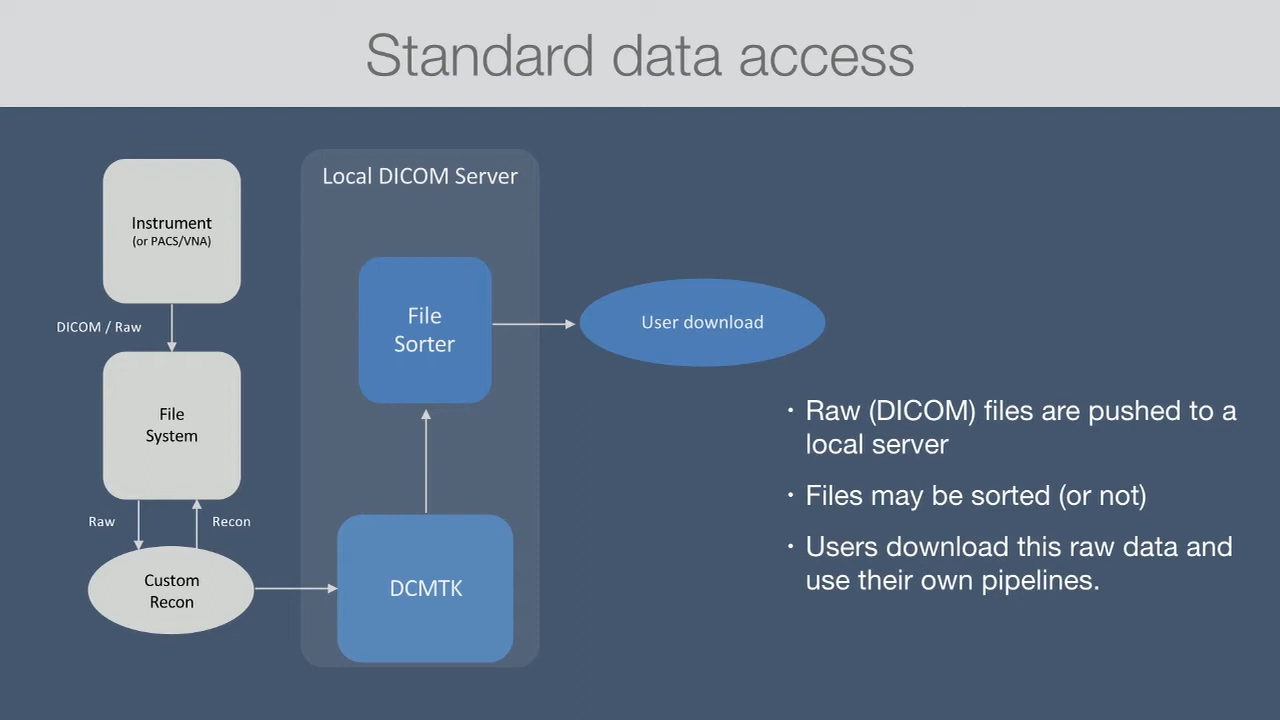 Standard data access
Instrument
(or PACS/VNA)
DICOM / Raw
File
System
Raw
Recon
Custom
Recon
Local DICOM Server
File
Sorter
DCMTK
User download
· Raw (DICOM) files are pushed to a
local server
· Files may be sorted (or not)
· Users download this raw data and
use their own pipelines.